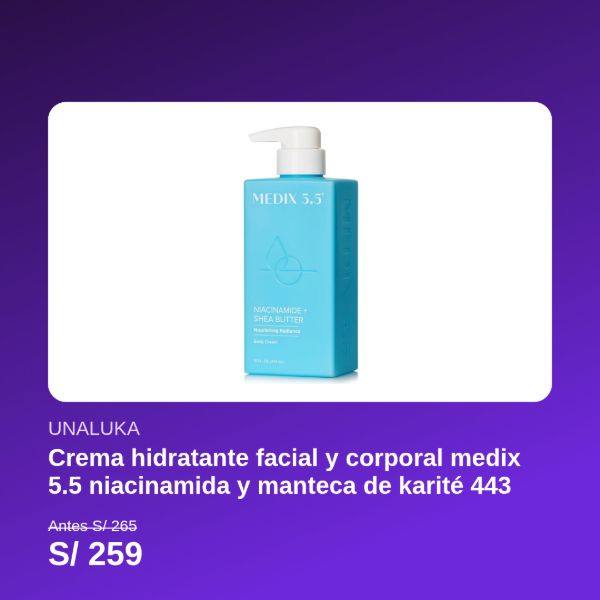 MEDIX 5.5
NIACINAMIDE +
SHEA BUTTER
Nourishing Radiance
Body Cream
UNALUKA
Crema hidratante facial y corporal medix
5.5 niacinamida y manteca de karité 443
Antes S/ 265
S/ 259